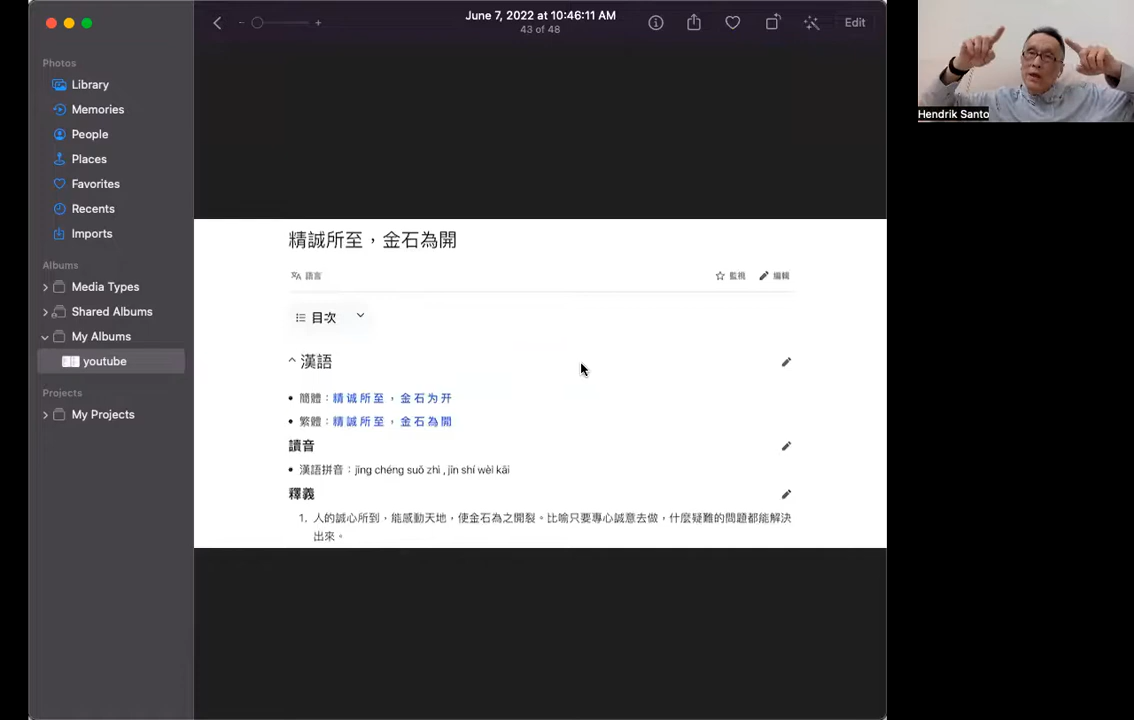 June 7, 2022 at 10:46:11 AM
43 of 48
Edit
Photos
Library
Memories
People
Places
Favorites
Recents
Imports
Albums
Media Types
Shared Albums
My Albums
youtube
Projects
My Projects
精誠所至，金石為開
語言
監視
編輯
目次
漢語
• 簡體：精诚所至，金石为开
• 繁體：精誠所至，金石為開
讀音
• 漢語拼音：jīng chéng suǒ zhì , jīn shí wèi kāi
釋義
1. 人的誠心所到，能感動天地，使金石為之開裂。比喻只要專心誠意去做，什麼疑難的問題都能解決
出來。
Hendrik Santo